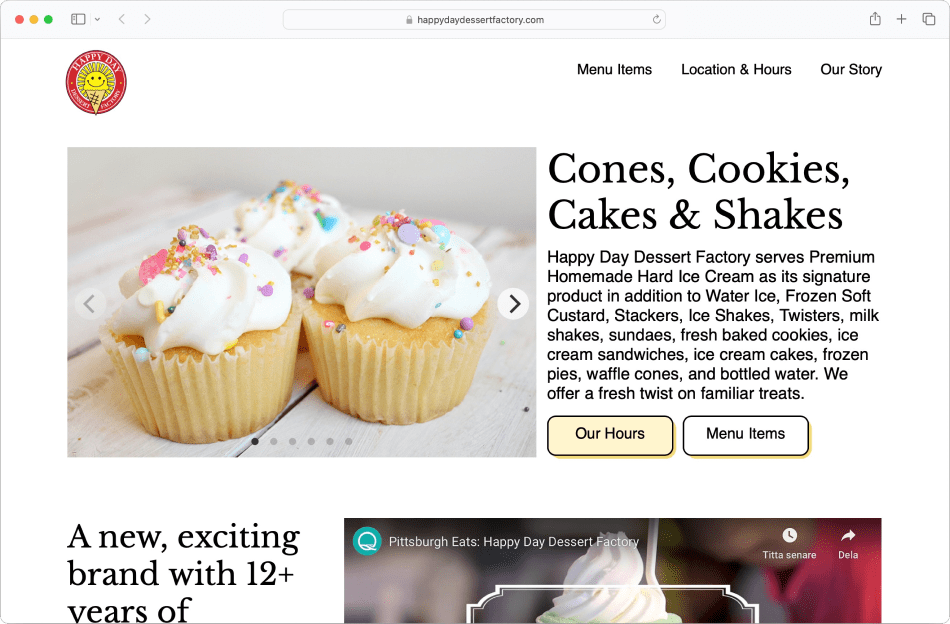 happydaydessertfactory.com
HAPPY DAY
DESSERT FACTORY
Menu Items
Location & Hours
Our Story
Cones, Cookies,
Cakes & Shakes
Happy Day Dessert Factory serves Premium
Homemade Hard Ice Cream as its signature
product in addition to Water Ice, Frozen Soft
Custard, Stackers, Ice Shakes, Twisters, milk
shakes, sundaes, fresh baked cookies, ice
cream sandwiches, ice cream cakes, frozen
pies, waffle cones, and bottled water. We
offer a fresh twist on familiar treats.
Our Hours
Menu Items
A new, exciting
brand with 12+
years of
Pittsburgh Eats: Happy Day Dessert Factory
Titta senare
Dela